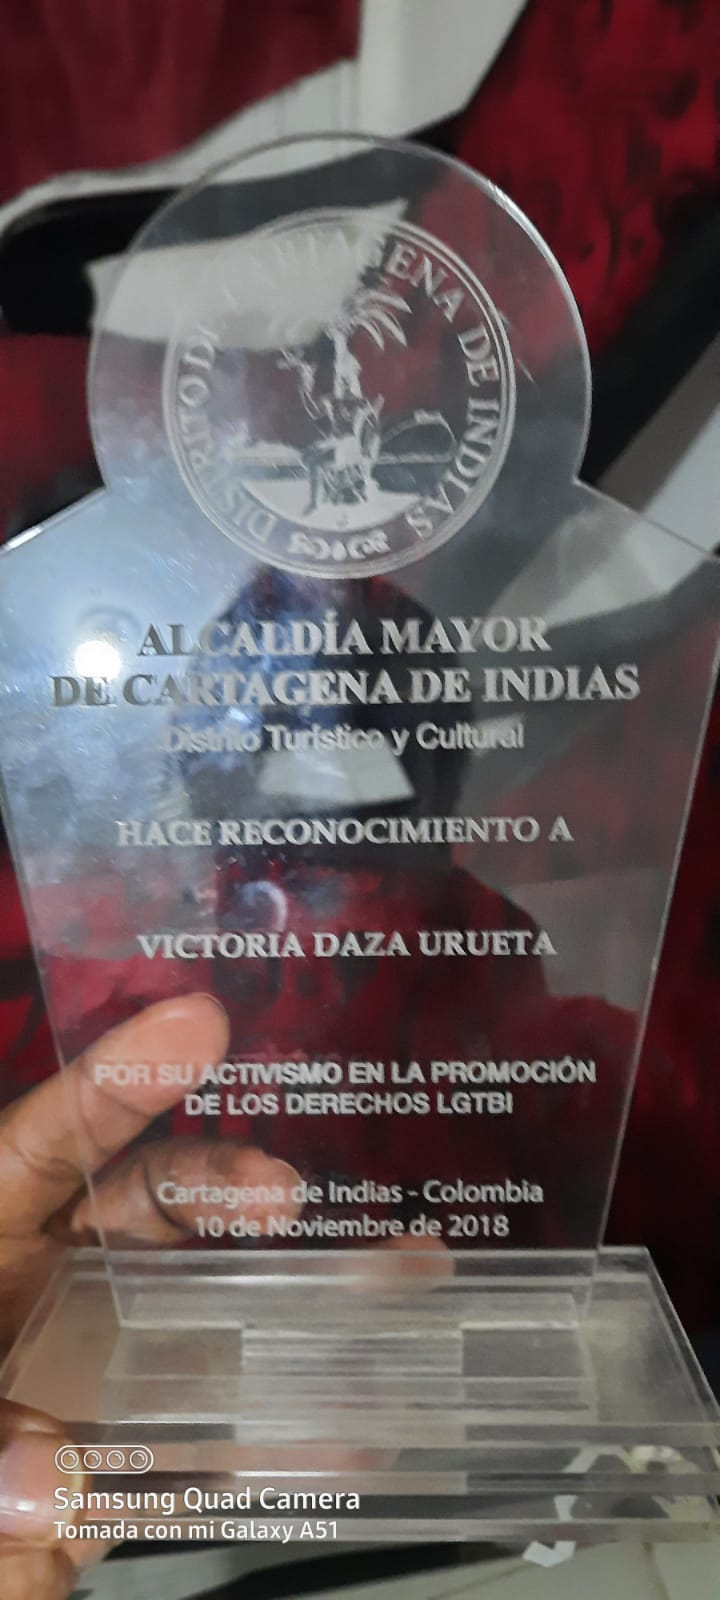 DISTRITO DE CARTAGENA DE INDIAS
ALCALDÍA MAYOR
DE CARTAGENA DE INDIAS
Distrito Turístico y Cultural
HACE RECONOCIMIENTO A
VICTORIA DAZA URUETA
POR SU ACTIVISMO EN LA PROMOCIÓN
DE LOS DERECHOS LGTBI
Cartagena de Indias - Colombia
10 de Noviembre de 2018
Samsung Quad Camera
Tomada con mi Galaxy A51